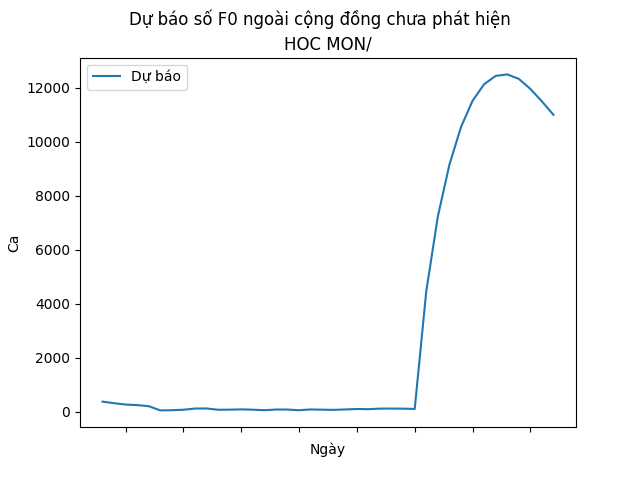 Dự báo số F0 ngoài cộng đồng chưa phát hiện
HOC MON/
Dự báo
12000
10000
8000
6000
4000
2000
0
Ca
Ngày